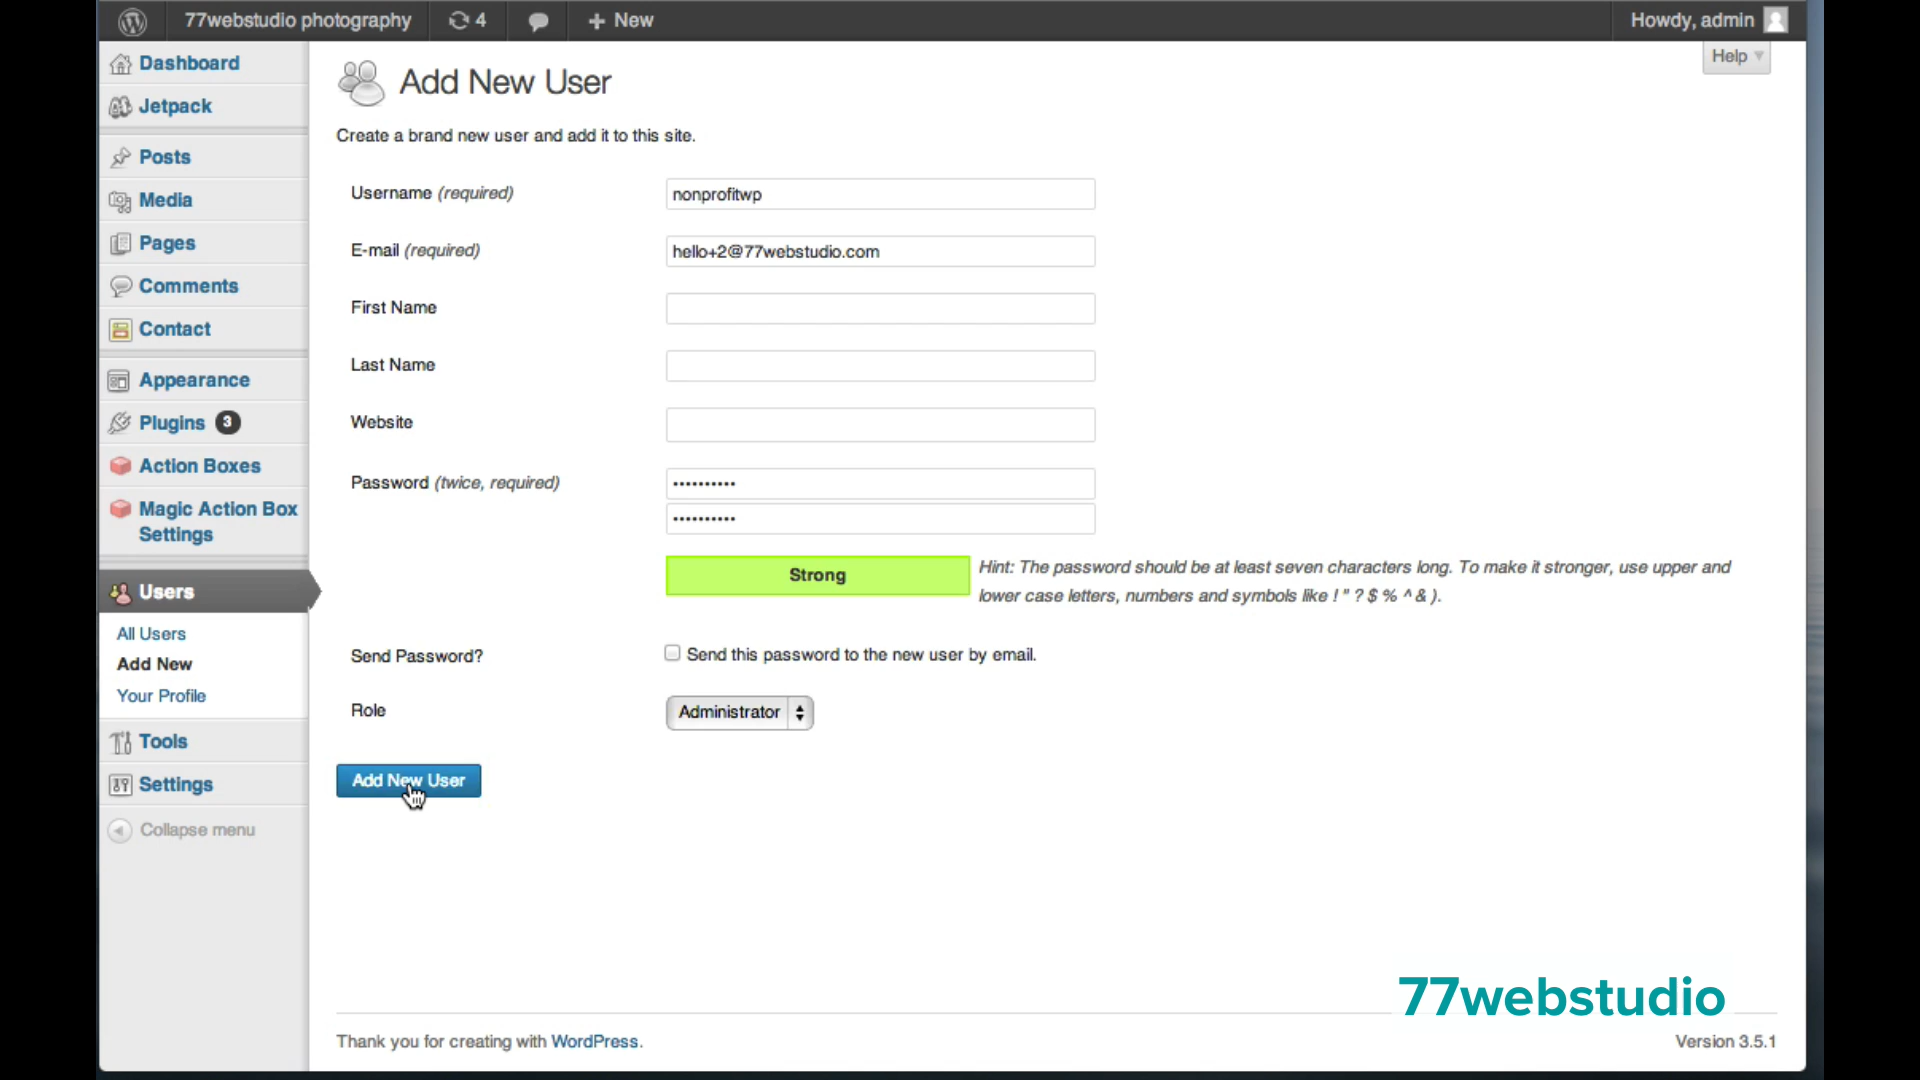 77webstudio photography
4
New
Howdy, admin
Help
Dashboard
Jetpack
Posts
Media
Pages
Comments
Contact
Appearance
Plugins 3
Action Boxes
Magic Action Box
Settings
Users
All Users
Add New
Your Profile
Tools
Settings
Collapse menu
Add New User
Create a brand new user and add it to this site.
Username (required)
nonprofitwp
E-mail (required)
hello+2@77webstudio.com
First Name
Last Name
Website
Password (twice, required)
••••••••••
••••••••••
Strong
Hint: The password should be at least seven characters long. To make it stronger, use upper and
lower case letters, numbers and symbols like ! " ? $ % ^ & ).
Send Password?
Send this password to the new user by email.
Role
Administrator
Add New User
77webstudio
Thank you for creating with WordPress.
Version 3.5.1